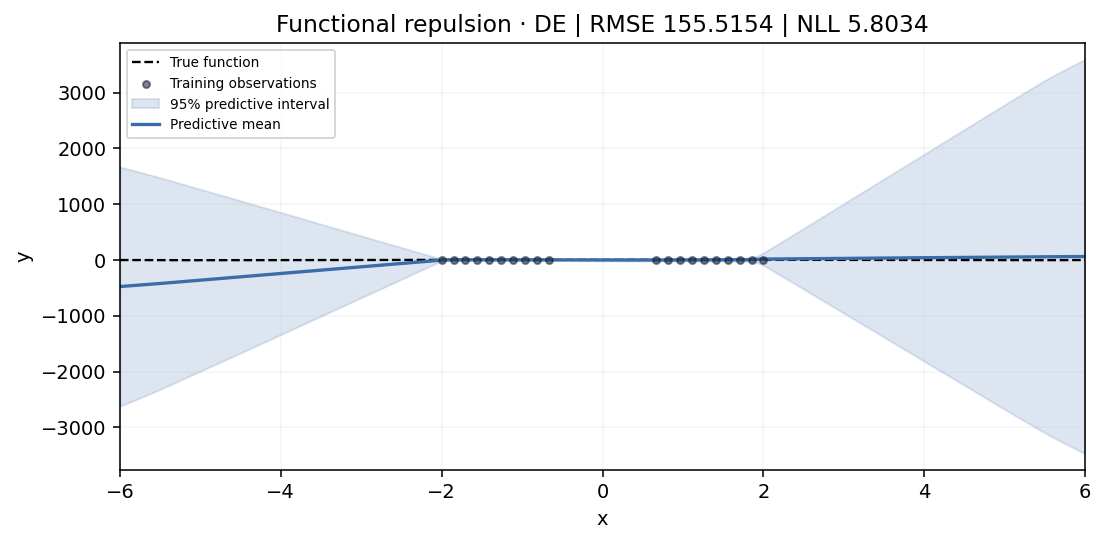 Functional repulsion · DE | RMSE 155.5154 | NLL 5.8034
True function
Training observations
95% predictive interval
Predictive mean
y
3000
2000
1000
0
−1000
−2000
−3000
−6
−4
−2
0
2
4
6
x